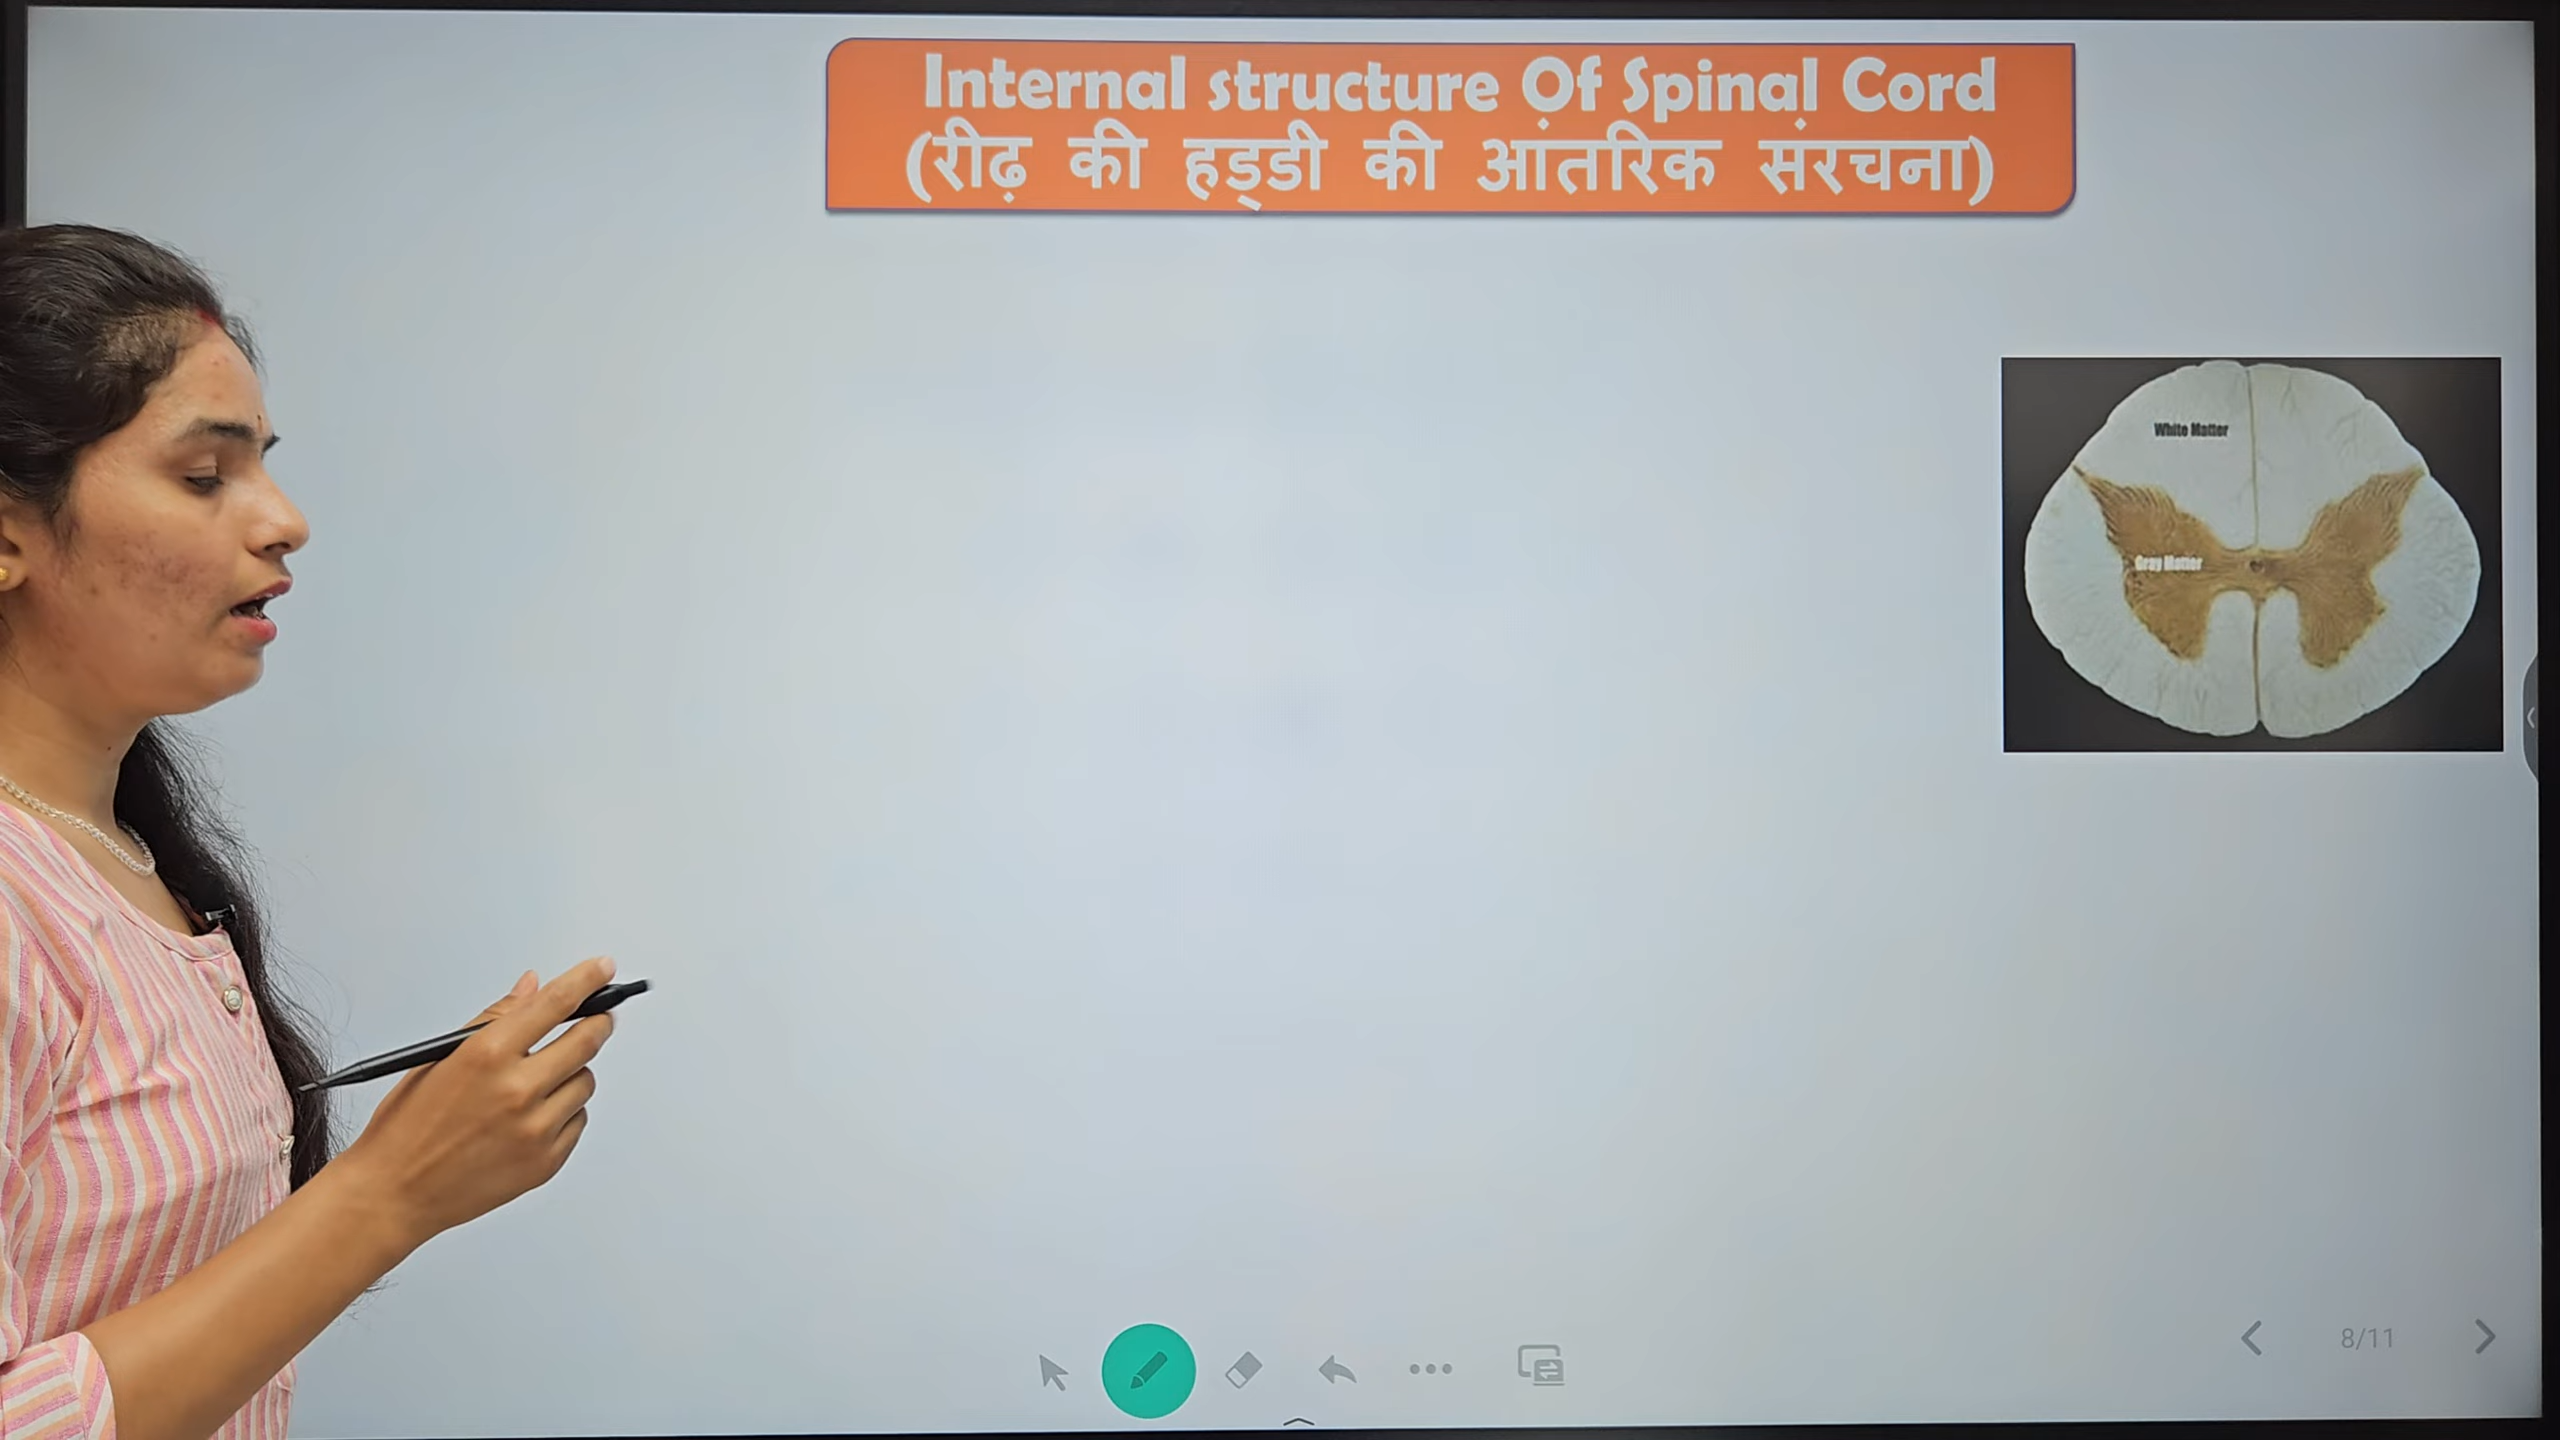 Internal structure Of Spinal Cord
(रीढ़ की हड्डी की आंतरिक संरचना)
White Matter
Gray Matter
8/11